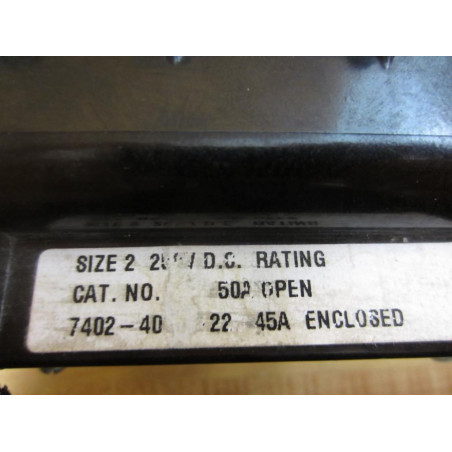 SIZE 2 D.C. RATING
CAT. NO. 50A OPEN
7402-40 22 45A ENCLOSED